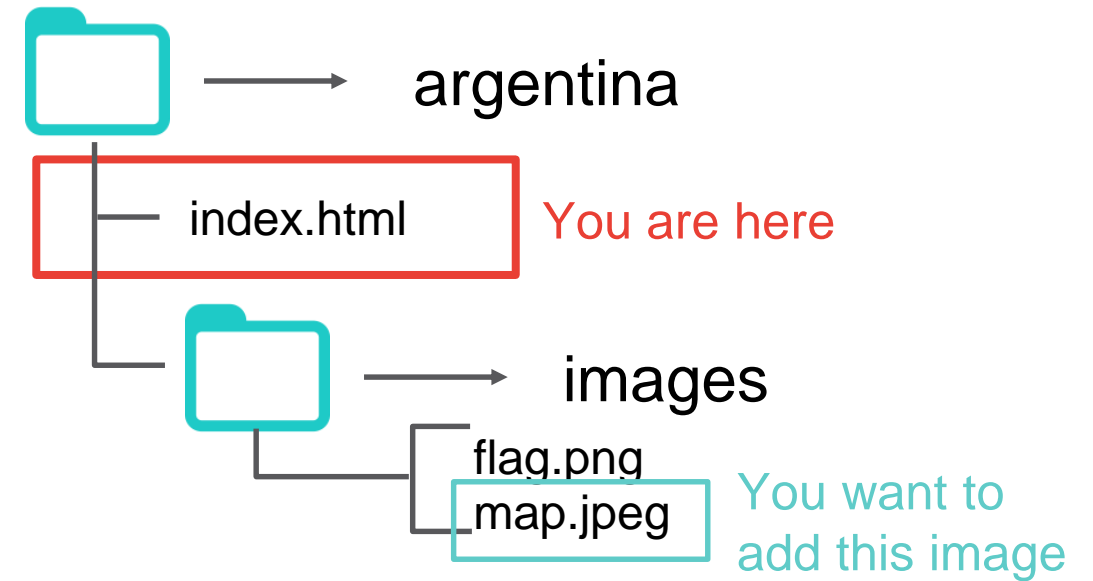 argentina
index.html
You are here
images
flag.png
map.jpeg
You want to
add this image